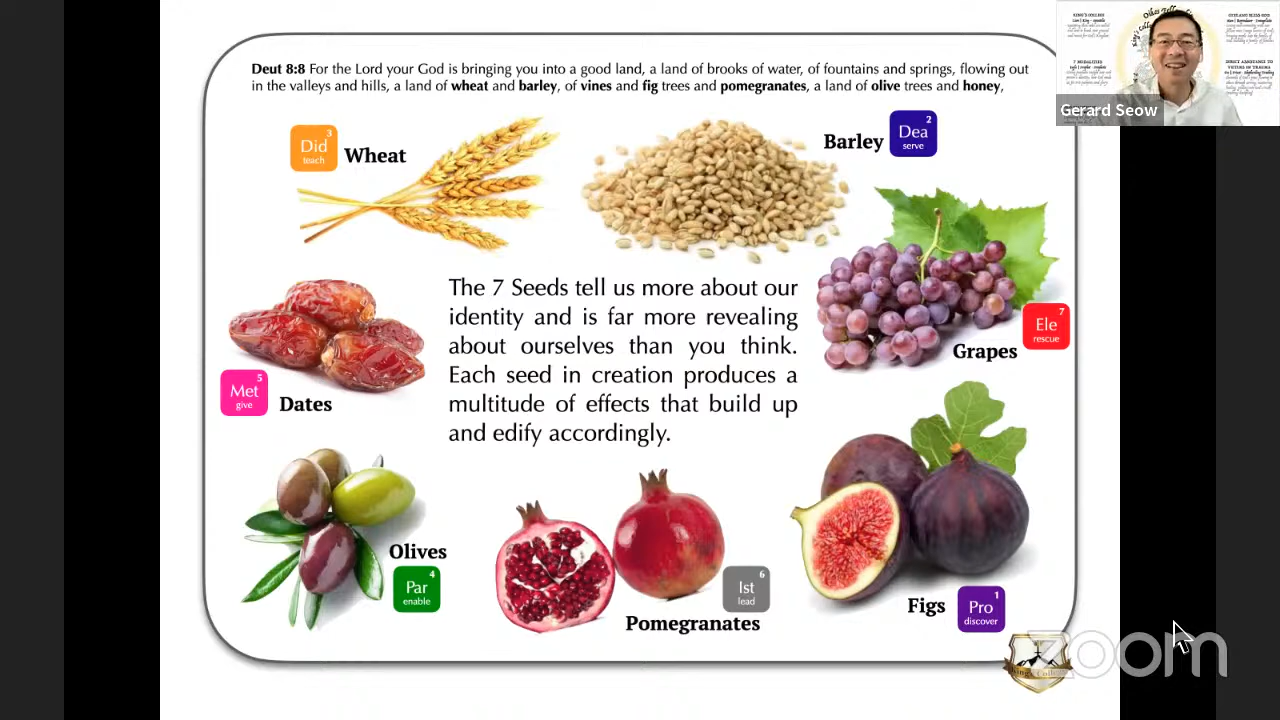 Deut 8:8 For the Lord your God is bringing you into a good land, a land of brooks of water, of fountains and springs, flowing out
in the valleys and hills, a land of wheat and barley, of vines and fig trees and pomegranates, a land of olive trees and honey,
Gerard Seow
3
Did
teach
Wheat
Barley
2
Dea
serve
7
Ele
rescue
Grapes
The 7 Seeds tell us more about our
identity and is far more revealing
about ourselves than you think.
Each seed in creation produces a
multitude of effects that build up
and edify accordingly.
5
Met
give
Dates
Olives
4
Par
enable
6
Ist
lead
Pomegranates
Figs
1
Pro
discover
zoom